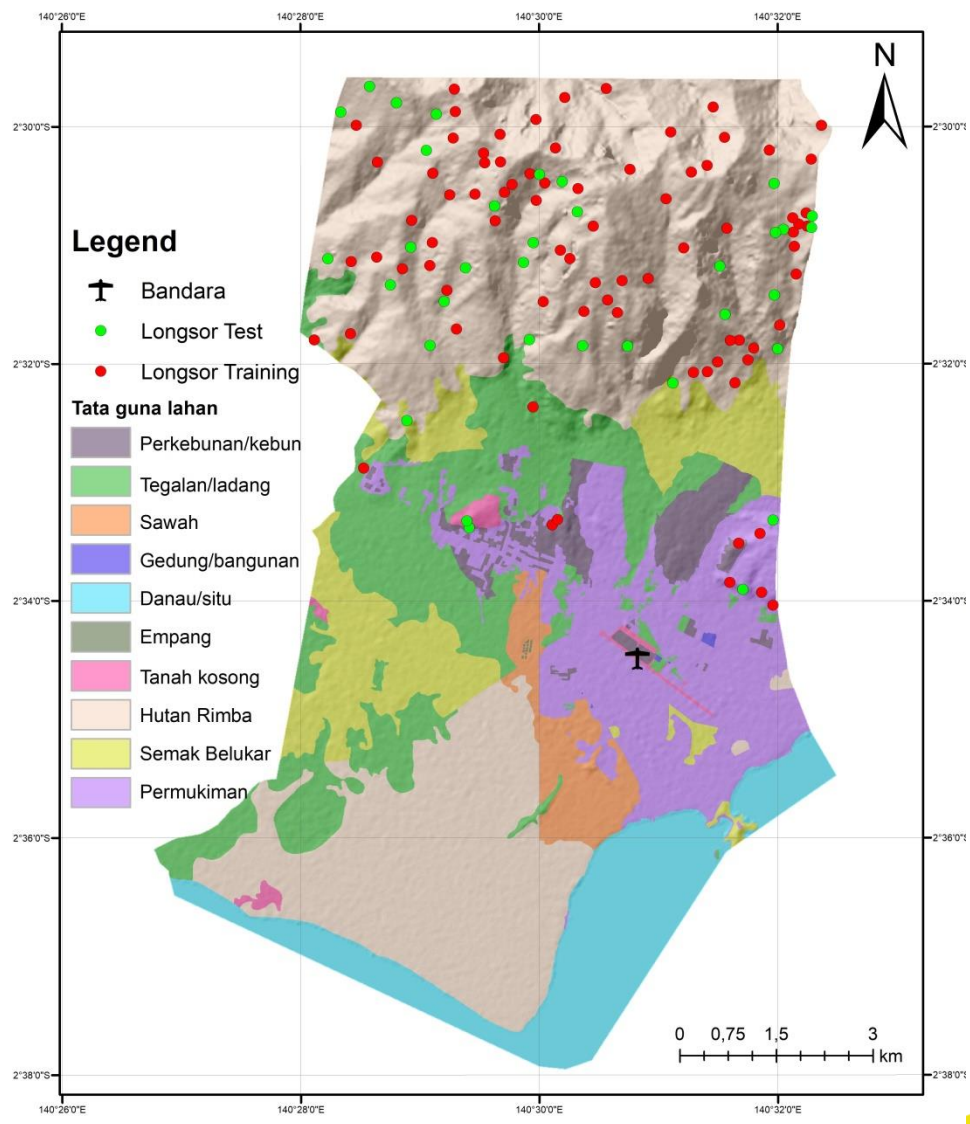 140°26'0"E 140°28'0"E 140°30'0"E 140°32'0"E
N
2°30'0"S 2°30'0"S
Legend
Bandara
Longsor Test
Longsor Training
2°32'0"S 2°32'0"S
Tata guna lahan
Perkebunan/kebun
Tegalan/ladang
Sawah
Gedung/bangunan
Danau/situ
2°34'0"S 2°34'0"S
Empang
Tanah kosong
Hutan Rimba
Semak Belukar
Permukiman
2°36'0"S 2°36'0"S
0 0,75 1,5 3
km
2°38'0"S 2°38'0"S
140°26'0"E 140°28'0"E 140°30'0"E 140°32'0"E